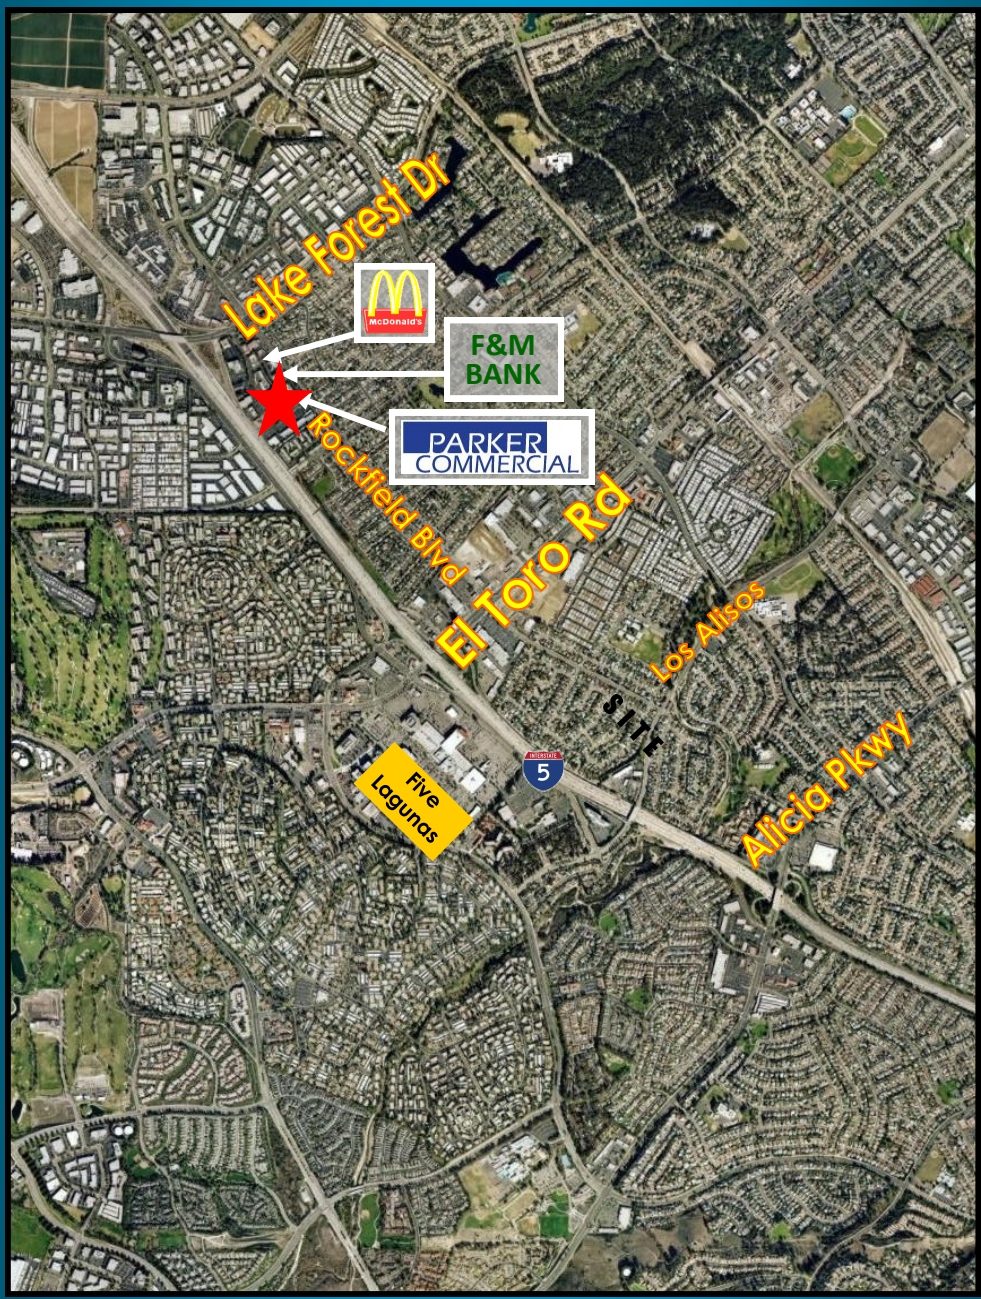 Lake Forest Dr
McDonald's
F&M
BANK
PARKER
COMMERCIAL
Rockfield Blvd
El Toro Rd
Los Alisos
SITE
INTERSTATE
5
Five
Lagunas
Alicia Pkwy